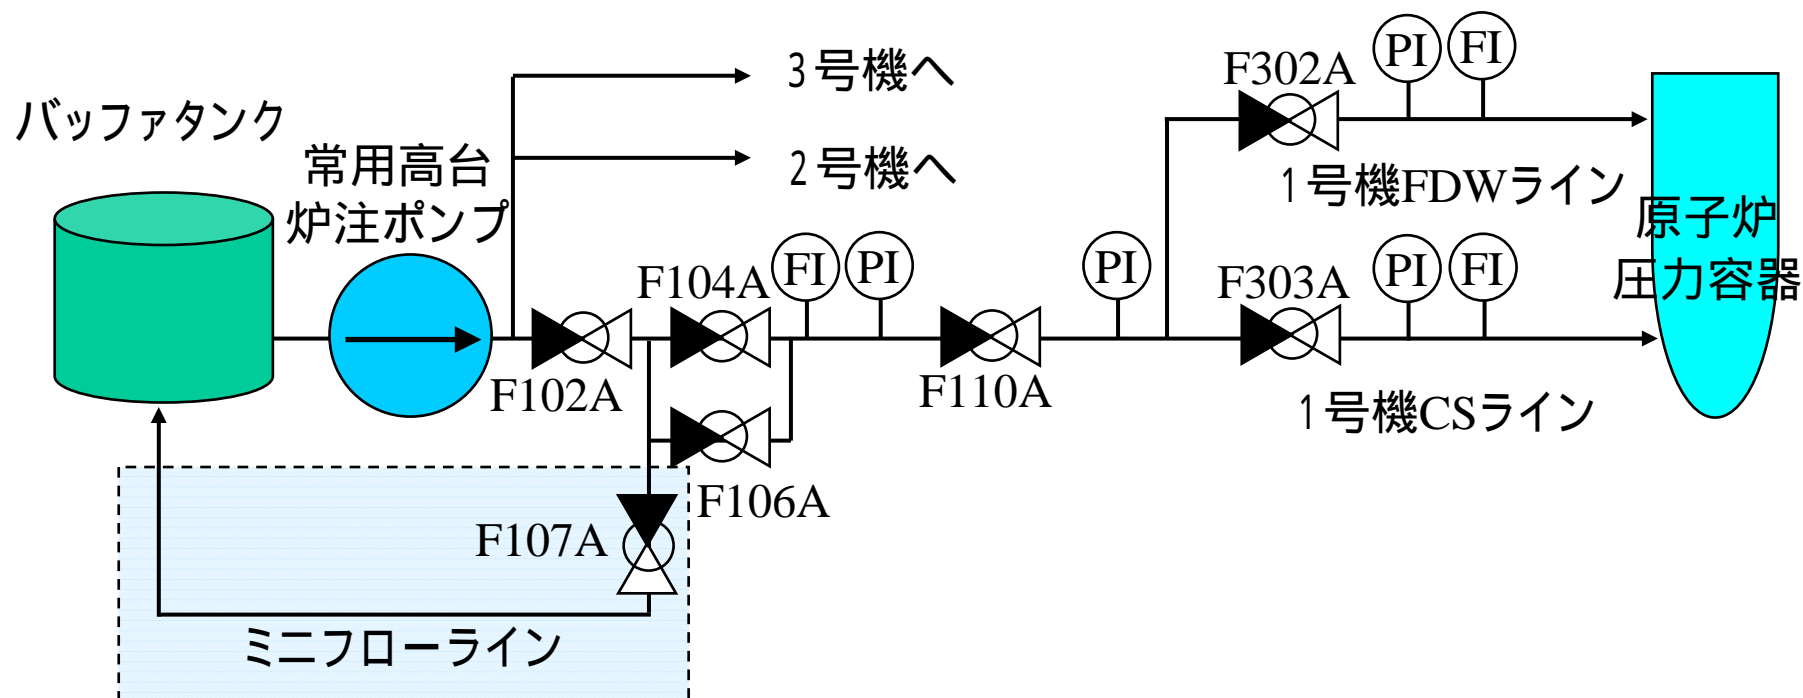 バッファタンク
常用高台
炉注ポンプ
3号機へ
2号機へ
F302A
PI
FI
1号機FDWライン
原子炉
圧力容器
F102A
F104A
FI
PI
F110A
PI
F303A
PI
FI
1号機CSライン
F106A
F107A
ミニフローライン